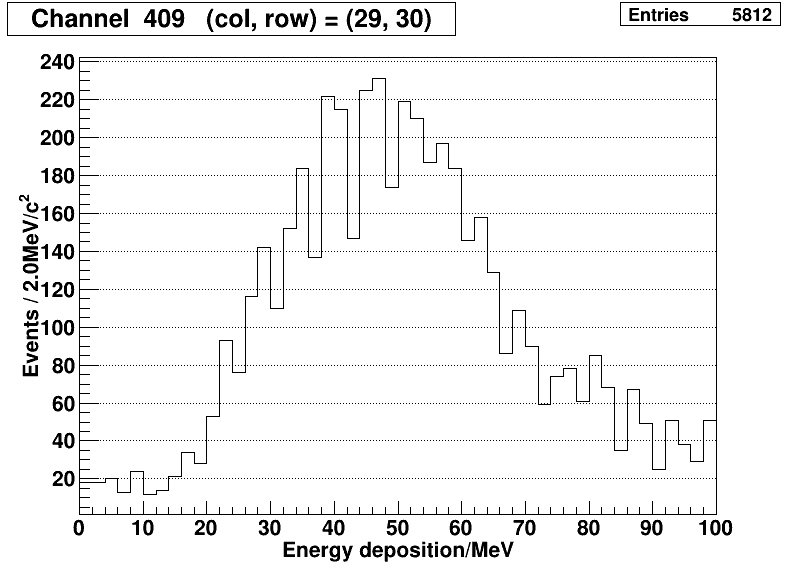 Channel 409 (col, row) = (29, 30)
Entries 5812
240
220
200
180
160
140
120
100
80
60
40
20
Events / 2.0MeV/c²
0 10 20 30 40 50 60 70 80 90 100
Energy deposition/MeV